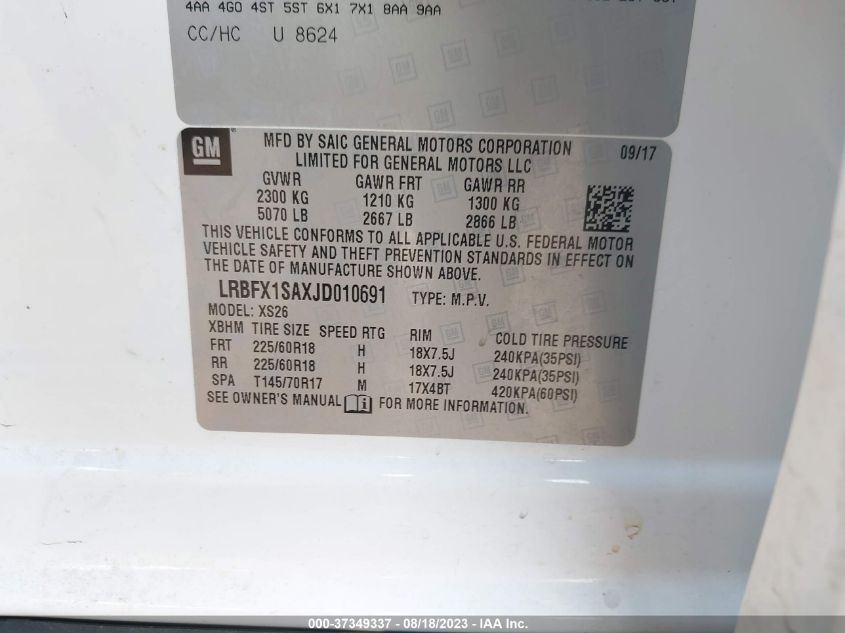 4AA 4G0 4ST 5ST 6X1 7X1 8AA 9AA
CC/HC U 8624
GM
MFD BY SAIC GENERAL MOTORS CORPORATION
LIMITED FOR GENERAL MOTORS LLC
09/17
GVWR GAWR FRT GAWR RR
2300 KG 1210 KG 1300 KG
5070 LB 2667 LB 2866 LB
THIS VEHICLE CONFORMS TO ALL APPLICABLE U.S. FEDERAL MOTOR
VEHICLE SAFETY AND THEFT PREVENTION STANDARDS IN EFFECT ON
THE DATE OF MANUFACTURE SHOWN ABOVE.
LRBFX1SAXJD010691 TYPE: M.P.V.
MODEL: XS26
XBHM TIRE SIZE SPEED RTG RIM COLD TIRE PRESSURE
FRT 225/60R18 H 18X7.5J 240KPA(35PSI)
RR 225/60R18 H 18X7.5J 240KPA(35PSI)
SPA T145/70R17 M 17X4BT 420KPA(60PSI)
SEE OWNER'S MANUAL FOR MORE INFORMATION.
000-37349337 - 08/18/2023 - IAA Inc.